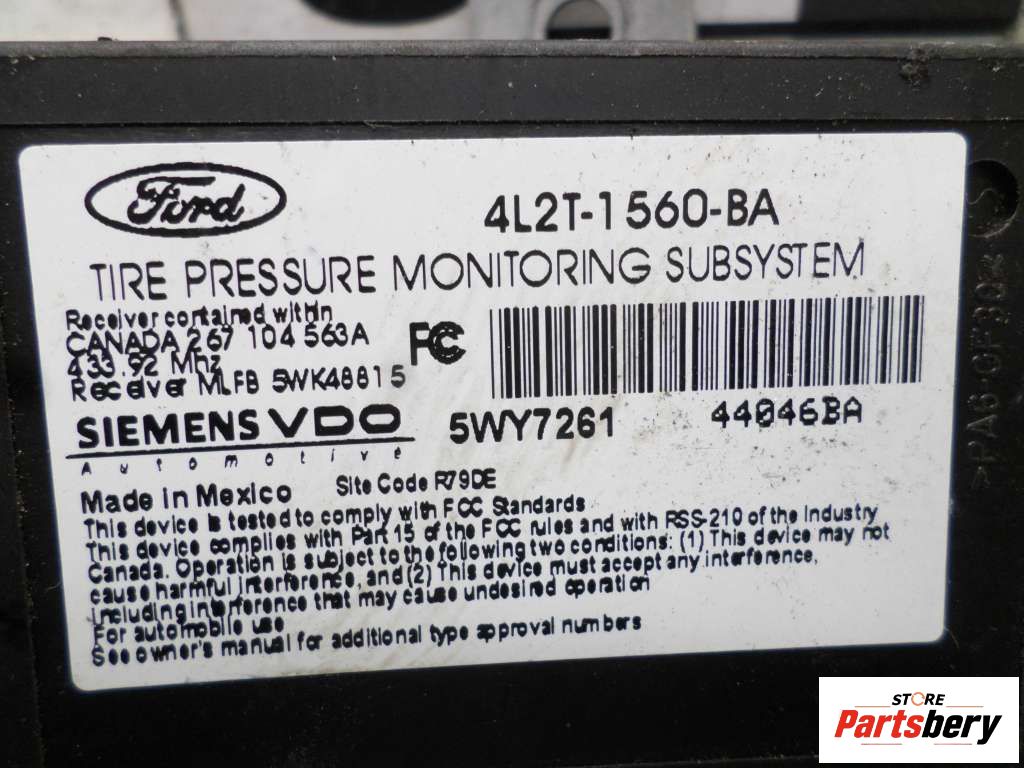 Ford
4L2T-1560-BA
TIRE PRESSURE MONITORING SUBSYSTEM
Receiver contained within
CANADA 267 104 563A
433.92 Mhz
Receiver MLFB 5WK48815
FC
SIEMENS VDO
Automotive
5WY7261
44046BA
Made in Mexico
Site Code R79DE
This device is tested to comply with FCC Standards
This device complies with Part 15 of the FCC rules and with RSS-210 of the Industry
Canada. Operation is subject to the following two conditions: (1) This device may not
cause harmful interference, and (2) This device must accept any interference,
including interference that may cause undesired operation
For automobile use
See owner's manual for additional type approval numbers
STORE
Partsbery